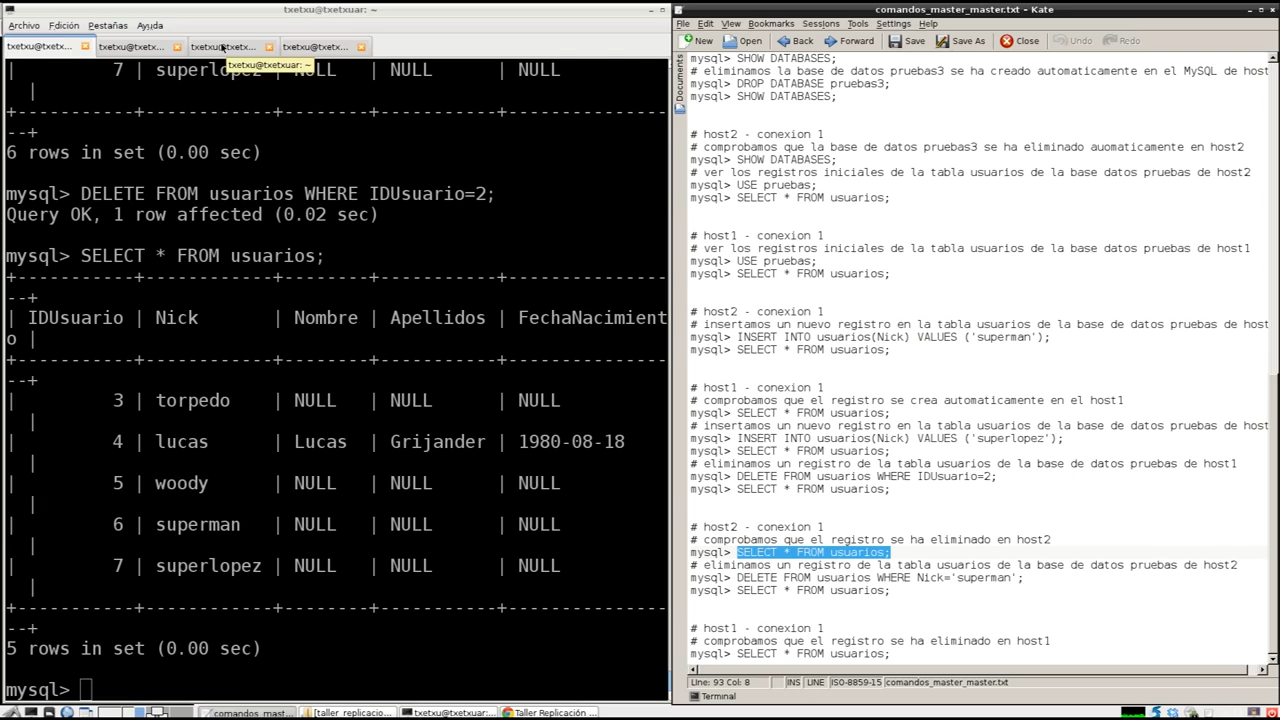 txetxu@txetxuar: ~
Archivo Edición Pestañas Ayuda
txetxu@txetx... txetxu@txetx... txetxu@txetx... txetxu@txetx...
txetxu@txetxuar: ~
| 7 | superlopez | NULL | NULL | NULL
|
+-----------+------------+--------+-----------+--------------
--+
6 rows in set (0.00 sec)
mysql> DELETE FROM usuarios WHERE IDUsuario=2;
Query OK, 1 row affected (0.02 sec)
mysql> SELECT * FROM usuarios;
+-----------+------------+--------+-----------+--------------
--+
| IDUsuario | Nick | Nombre | Apellidos | FechaNacimient
o |
+-----------+------------+--------+-----------+--------------
--+
| 3 | torpedo | NULL | NULL | NULL
|
| 4 | lucas | Lucas | Grijander | 1980-08-18
|
| 5 | woody | NULL | NULL | NULL
|
| 6 | superman | NULL | NULL | NULL
|
| 7 | superlopez | NULL | NULL | NULL
|
+-----------+------------+--------+-----------+--------------
--+
5 rows in set (0.00 sec)
mysql>
comandos_master_master.txt - Kate
File Edit View Bookmarks Sessions Tools Settings Help
New Open Back Forward Save Save As Close Undo Redo
Documents
mysql> SHOW DATABASES;
# eliminamos la base de datos pruebas3 se ha creado automaticamente en el MySQL de host
mysql> DROP DATABASE pruebas3;
mysql> SHOW DATABASES;
# host2 - conexion 1
# comprobamos que la base de datos pruebas3 se ha eliminado auomaticamente en host2
mysql> SHOW DATABASES;
# ver los registros iniciales de la tabla usuarios de la base datos pruebas de host2
mysql> USE pruebas;
mysql> SELECT * FROM usuarios;
# host1 - conexion 1
# ver los registros iniciales de la tabla usuarios de la base datos pruebas de host1
mysql> USE pruebas;
mysql> SELECT * FROM usuarios;
# host2 - conexion 1
# insertamos un nuevo registro en la tabla usuarios de la base de datos pruebas de host
mysql> INSERT INTO usuarios(Nick) VALUES ('superman');
mysql> SELECT * FROM usuarios;
# host1 - conexion 1
# comprobamos que el registro se crea automaticamente en el host1
mysql> SELECT * FROM usuarios;
# insertamos un nuevo registro en la tabla usuarios de la base de datos pruebas de host
mysql> INSERT INTO usuarios(Nick) VALUES ('superlopez');
mysql> SELECT * FROM usuarios;
# eliminamos un registro de la tabla usuarios de la base de datos pruebas de host1
mysql> DELETE FROM usuarios WHERE IDUsuario=2;
mysql> SELECT * FROM usuarios;
# host2 - conexion 1
# comprobamos que el registro se ha eliminado en host2
mysql> SELECT * FROM usuarios;
# eliminamos un registro de la tabla usuarios de la base de datos pruebas de host2
mysql> DELETE FROM usuarios WHERE Nick='superman';
mysql> SELECT * FROM usuarios;
# host1 - conexion 1
# comprobamos que el registro se ha eliminado en host1
mysql> SELECT * FROM usuarios;
Line: 93 Col: 8 INS LINE ISO-8859-15 comandos_master_master.txt
Terminal
comandos_mast... [taller_replicacio... txetxu@txetxuar:... Taller Replicación ...